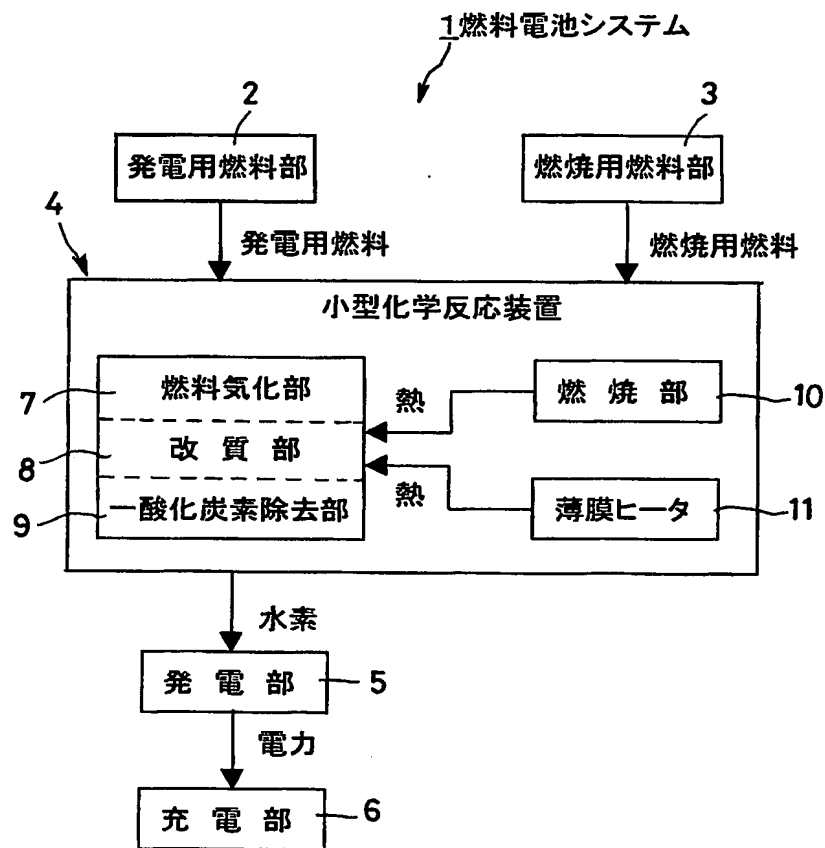 1燃料電池システム
2
3
発電用燃料部
燃焼用燃料部
4
発電用燃料
燃焼用燃料
小型化学反応装置
7
燃料気化部
熱
燃焼部
10
8
改質部
9
一酸化炭素除去部
熱
薄膜ヒータ
11
水素
発電部
5
電力
充電部
6